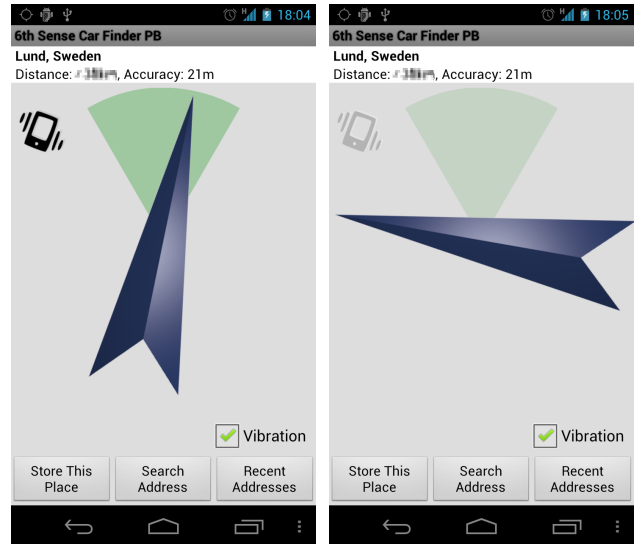 H 18:04
6th Sense Car Finder PB
Lund, Sweden
Distance: , Accuracy: 21m
Vibration
Store This
Place
Search
Address
Recent
Addresses
H 18:05
6th Sense Car Finder PB
Lund, Sweden
Distance: , Accuracy: 21m
Vibration
Store This
Place
Search
Address
Recent
Addresses